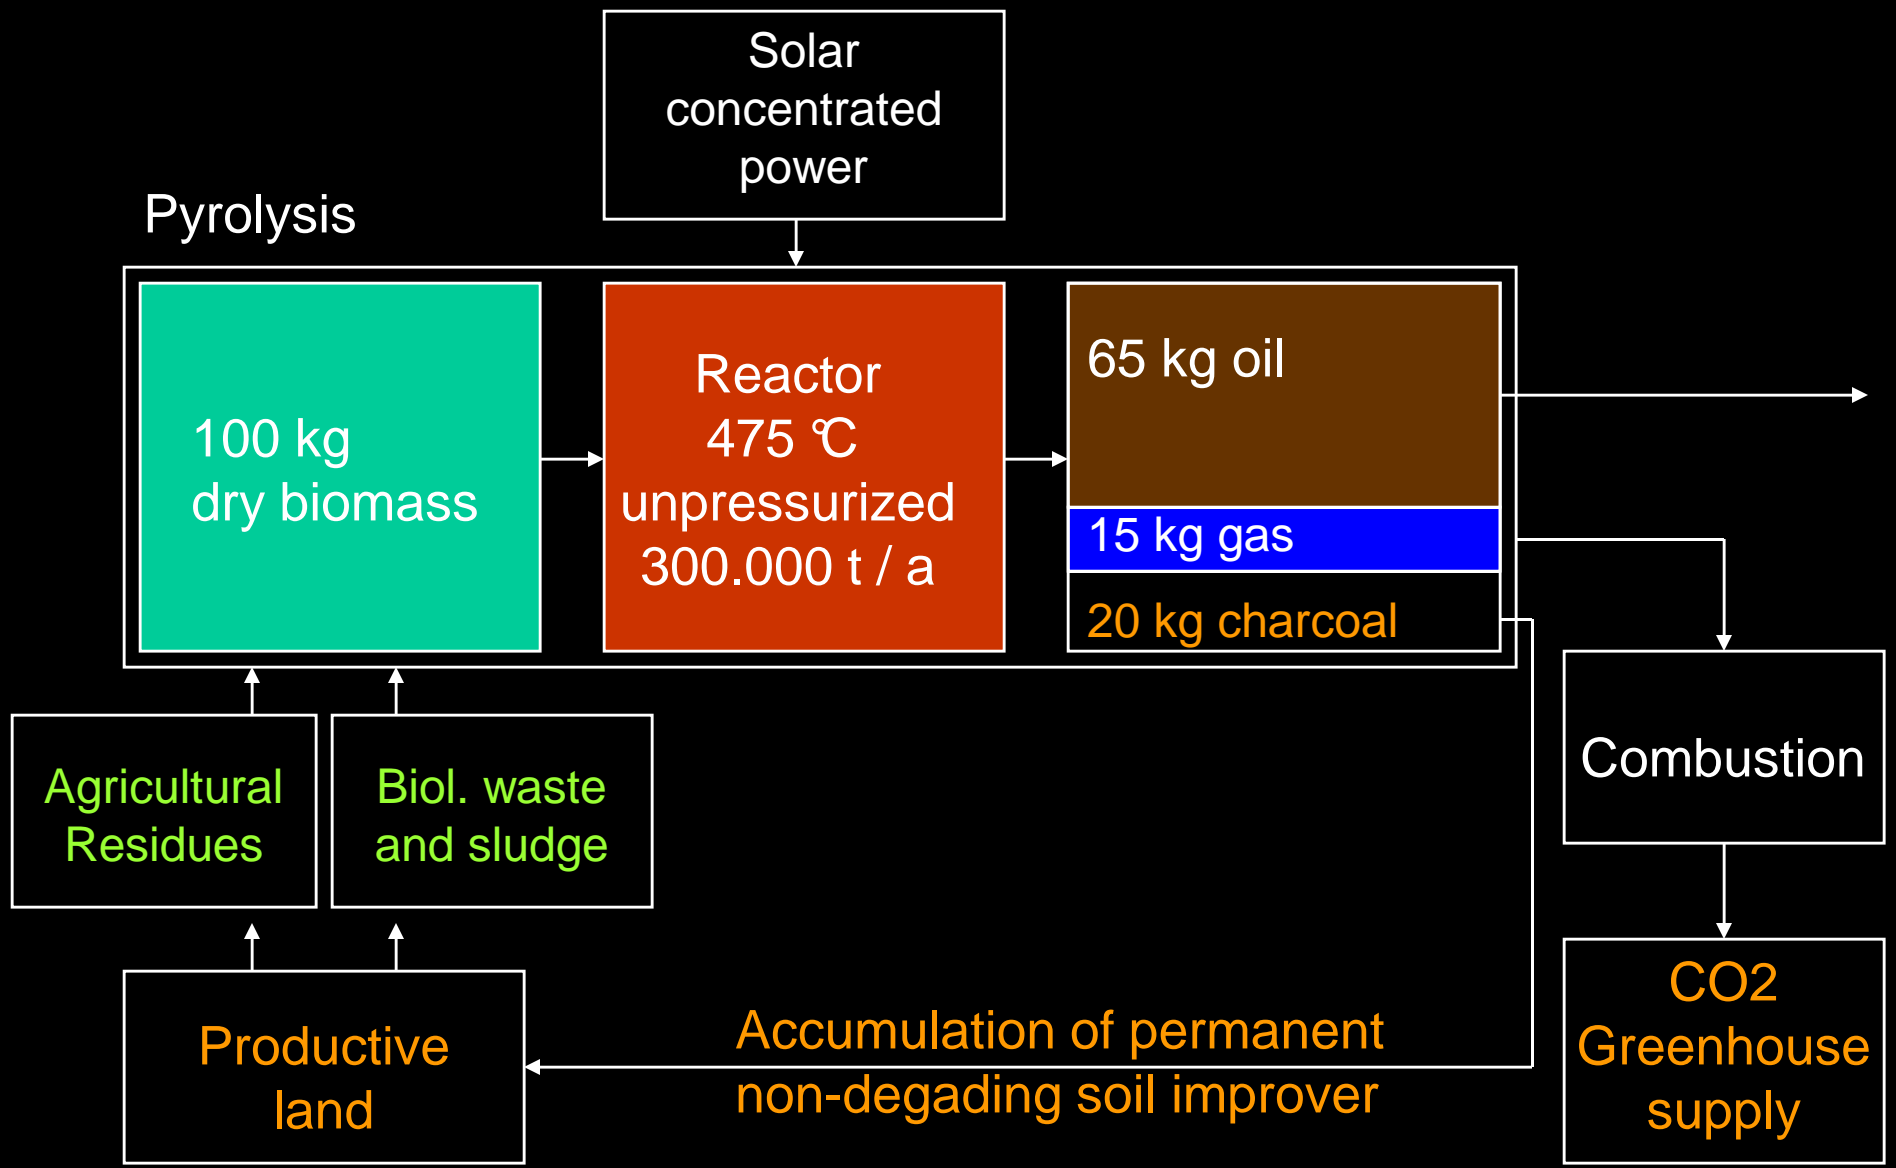 Solar
concentrated
power
Pyrolysis
100 kg
dry biomass
Reactor
475 °C
unpressurized
300.000 t / a
65 kg oil
15 kg gas
20 kg charcoal
Agricultural
Residues
Biol. waste
and sludge
Combustion
Productive
land
Accumulation of permanent
non-degading soil improver
CO2
Greenhouse
supply